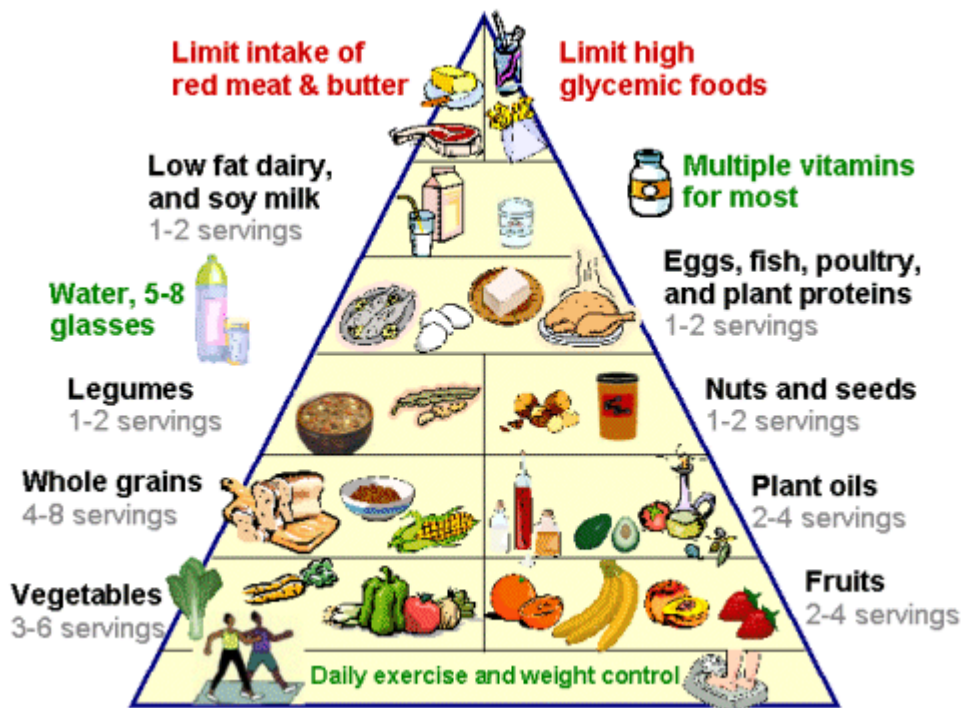 Limit intake of
red meat & butter
Limit high
glycemic foods
Low fat dairy,
and soy milk
1-2 servings
Multiple vitamins
for most
Water, 5-8
glasses
Eggs, fish, poultry,
and plant proteins
1-2 servings
Legumes
1-2 servings
Nuts and seeds
1-2 servings
Whole grains
4-8 servings
Plant oils
2-4 servings
Vegetables
3-6 servings
Fruits
2-4 servings
Daily exercise and weight control